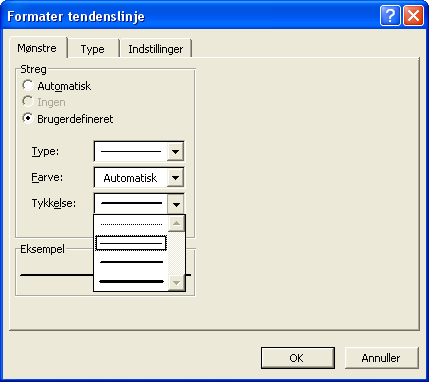 Formater tendenslinje
Mønstre Type Indstillinger
Streg
Automatisk
Ingen
Brugerdefineret
Type:
Farve: Automatisk
Tykkelse:
Eksempel
OK Annuller